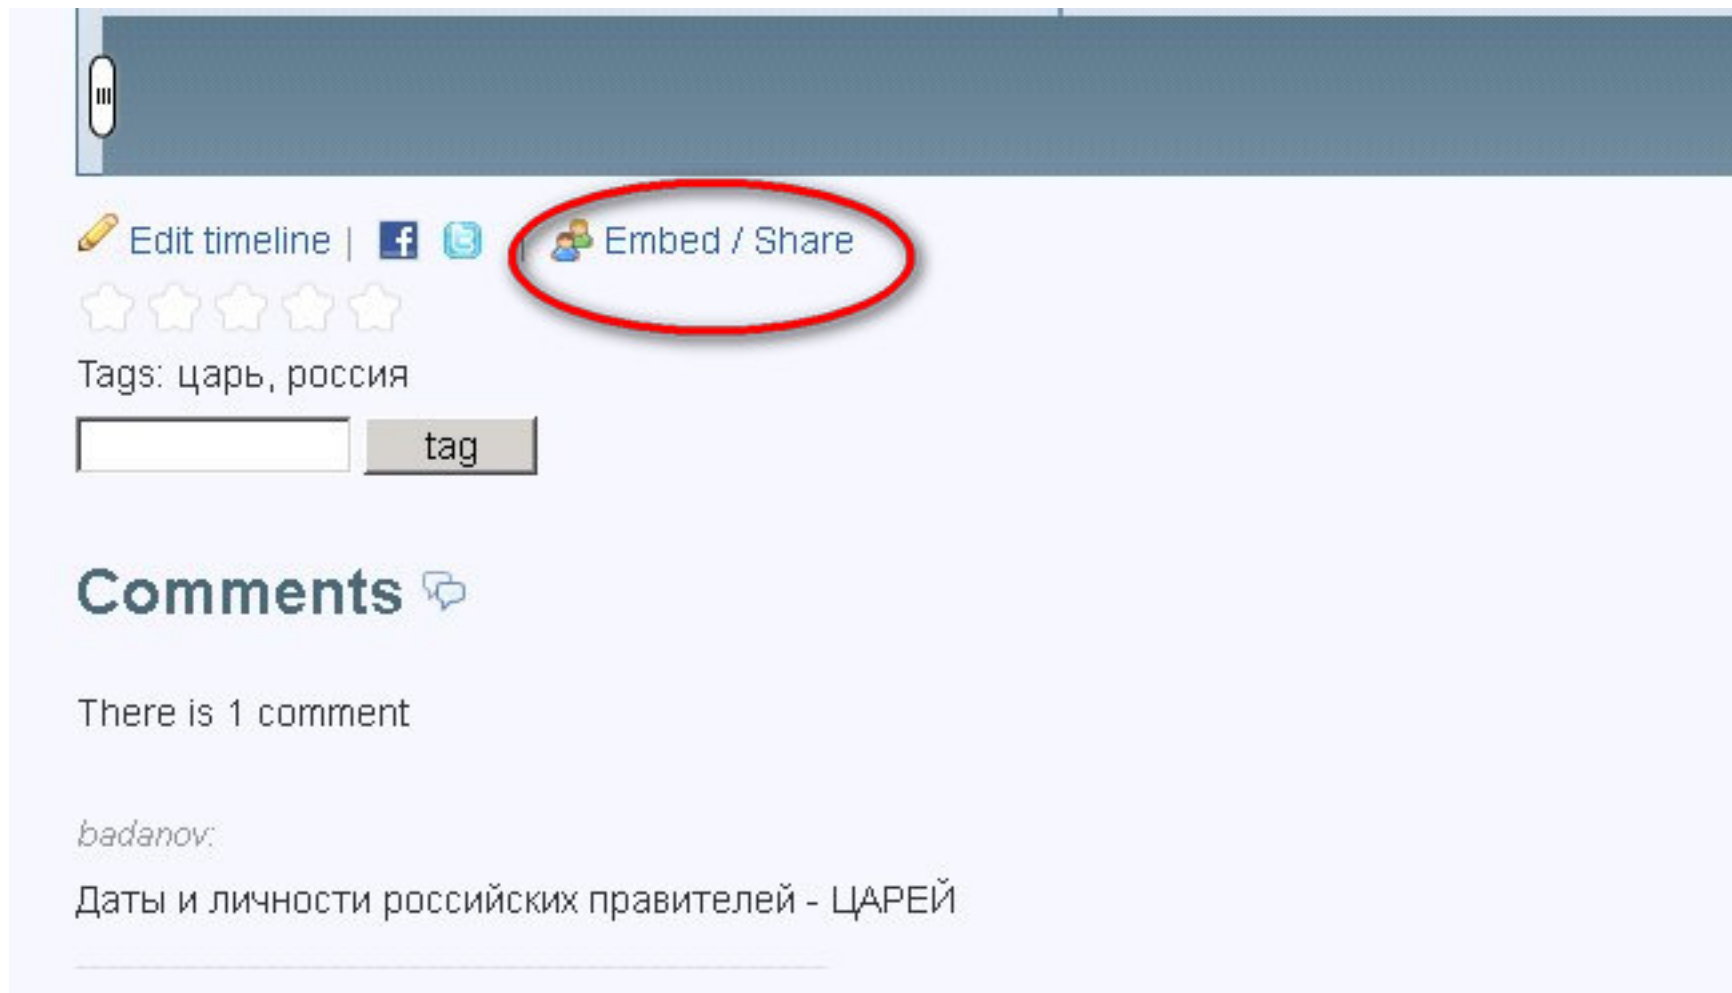 Edit timeline | | Embed / Share
Tags: царь, россия
tag
Comments
There is 1 comment
badanov:
Даты и личности российских правителей - ЦАРЕЙ